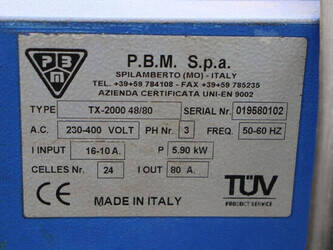 PBM
P.B.M. S.p.a.
SPILAMBERTO (MO) - ITALY
TEL. +39+59 784108 - FAX +39+59 785235
AZIENDA CERTIFICATA UNI-EN 9002
TYPE TX-2000 48/80 SERIAL Nr 019580102
A.C. 230-400 VOLT PH Nr. 3 FREQ. 50-60 HZ
I INPUT 16-10 A. P 5.90 kW
CELLES Nr. 24 I OUT 80 A.
CE MADE IN ITALY TÜV
PRODUCT SERVICE